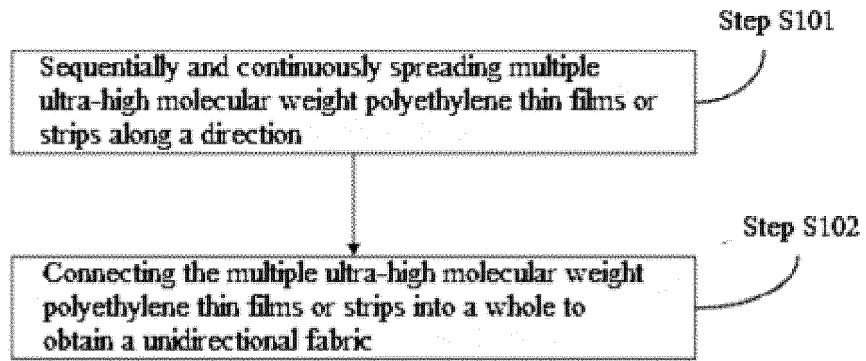 Step S101
Sequentially and continuously spreading multiple
ultra-high molecular weight polyethylene thin films or
strips along a direction
Step S102
Connecting the multiple ultra-high molecular weight
polyethylene thin films or strips into a whole to
obtain a unidirectional fabric